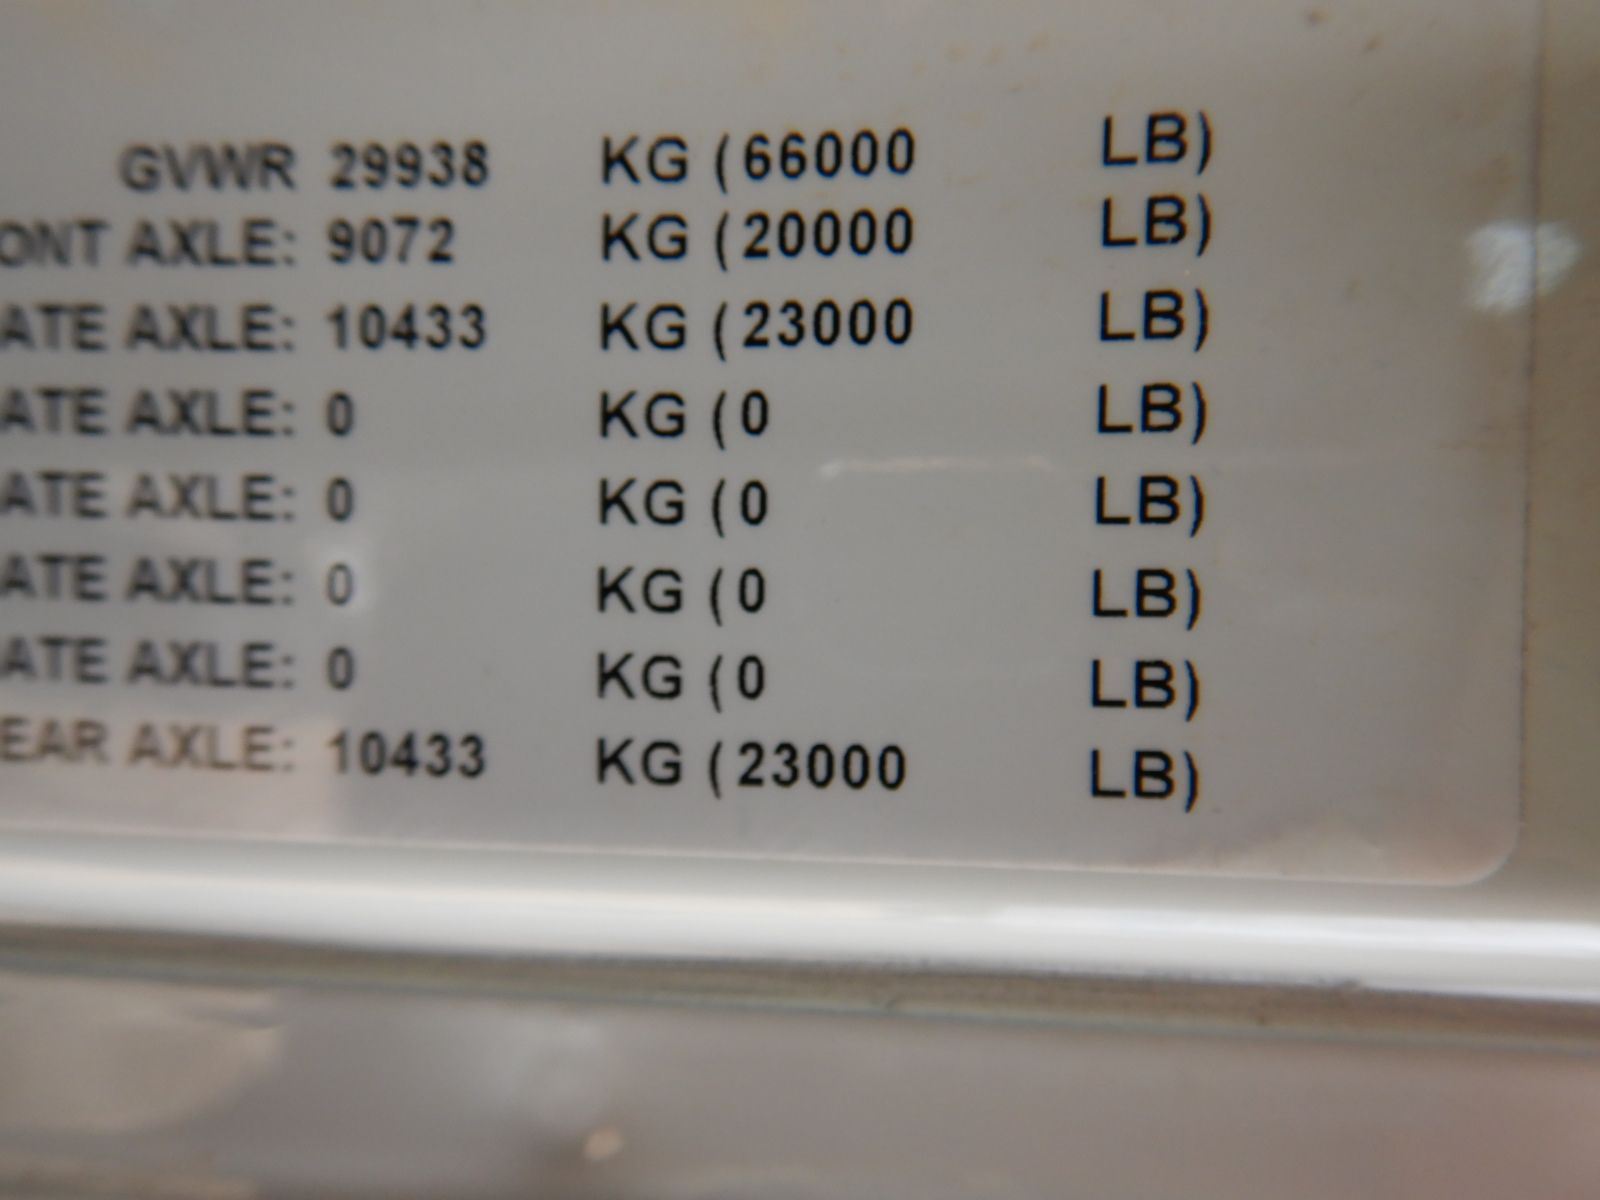 GVWR 29938 KG (66000 LB)
ONT AXLE: 9072 KG (20000 LB)
ATE AXLE: 10433 KG (23000 LB)
ATE AXLE: 0 KG (0 LB)
ATE AXLE: 0 KG (0 LB)
ATE AXLE: 0 KG (0 LB)
ATE AXLE: 0 KG (0 LB)
EAR AXLE: 10433 KG (23000 LB)